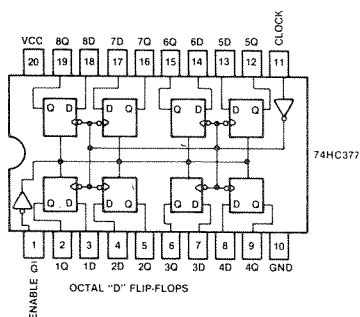 VCC 8Q 8D 7D 7Q 6Q 6D 5D 5Q CLOCK
20 19 18 17 16 15 14 13 12 11
Q D D Q Q D D Q
74HC377
Q D D Q Q D D Q
1 2 3 4 5 6 7 8 9 10
ENABLE G̅ 1Q 1D 2D 2Q 3Q 3D 4D 4Q GND
OCTAL "D" FLIP-FLOPS